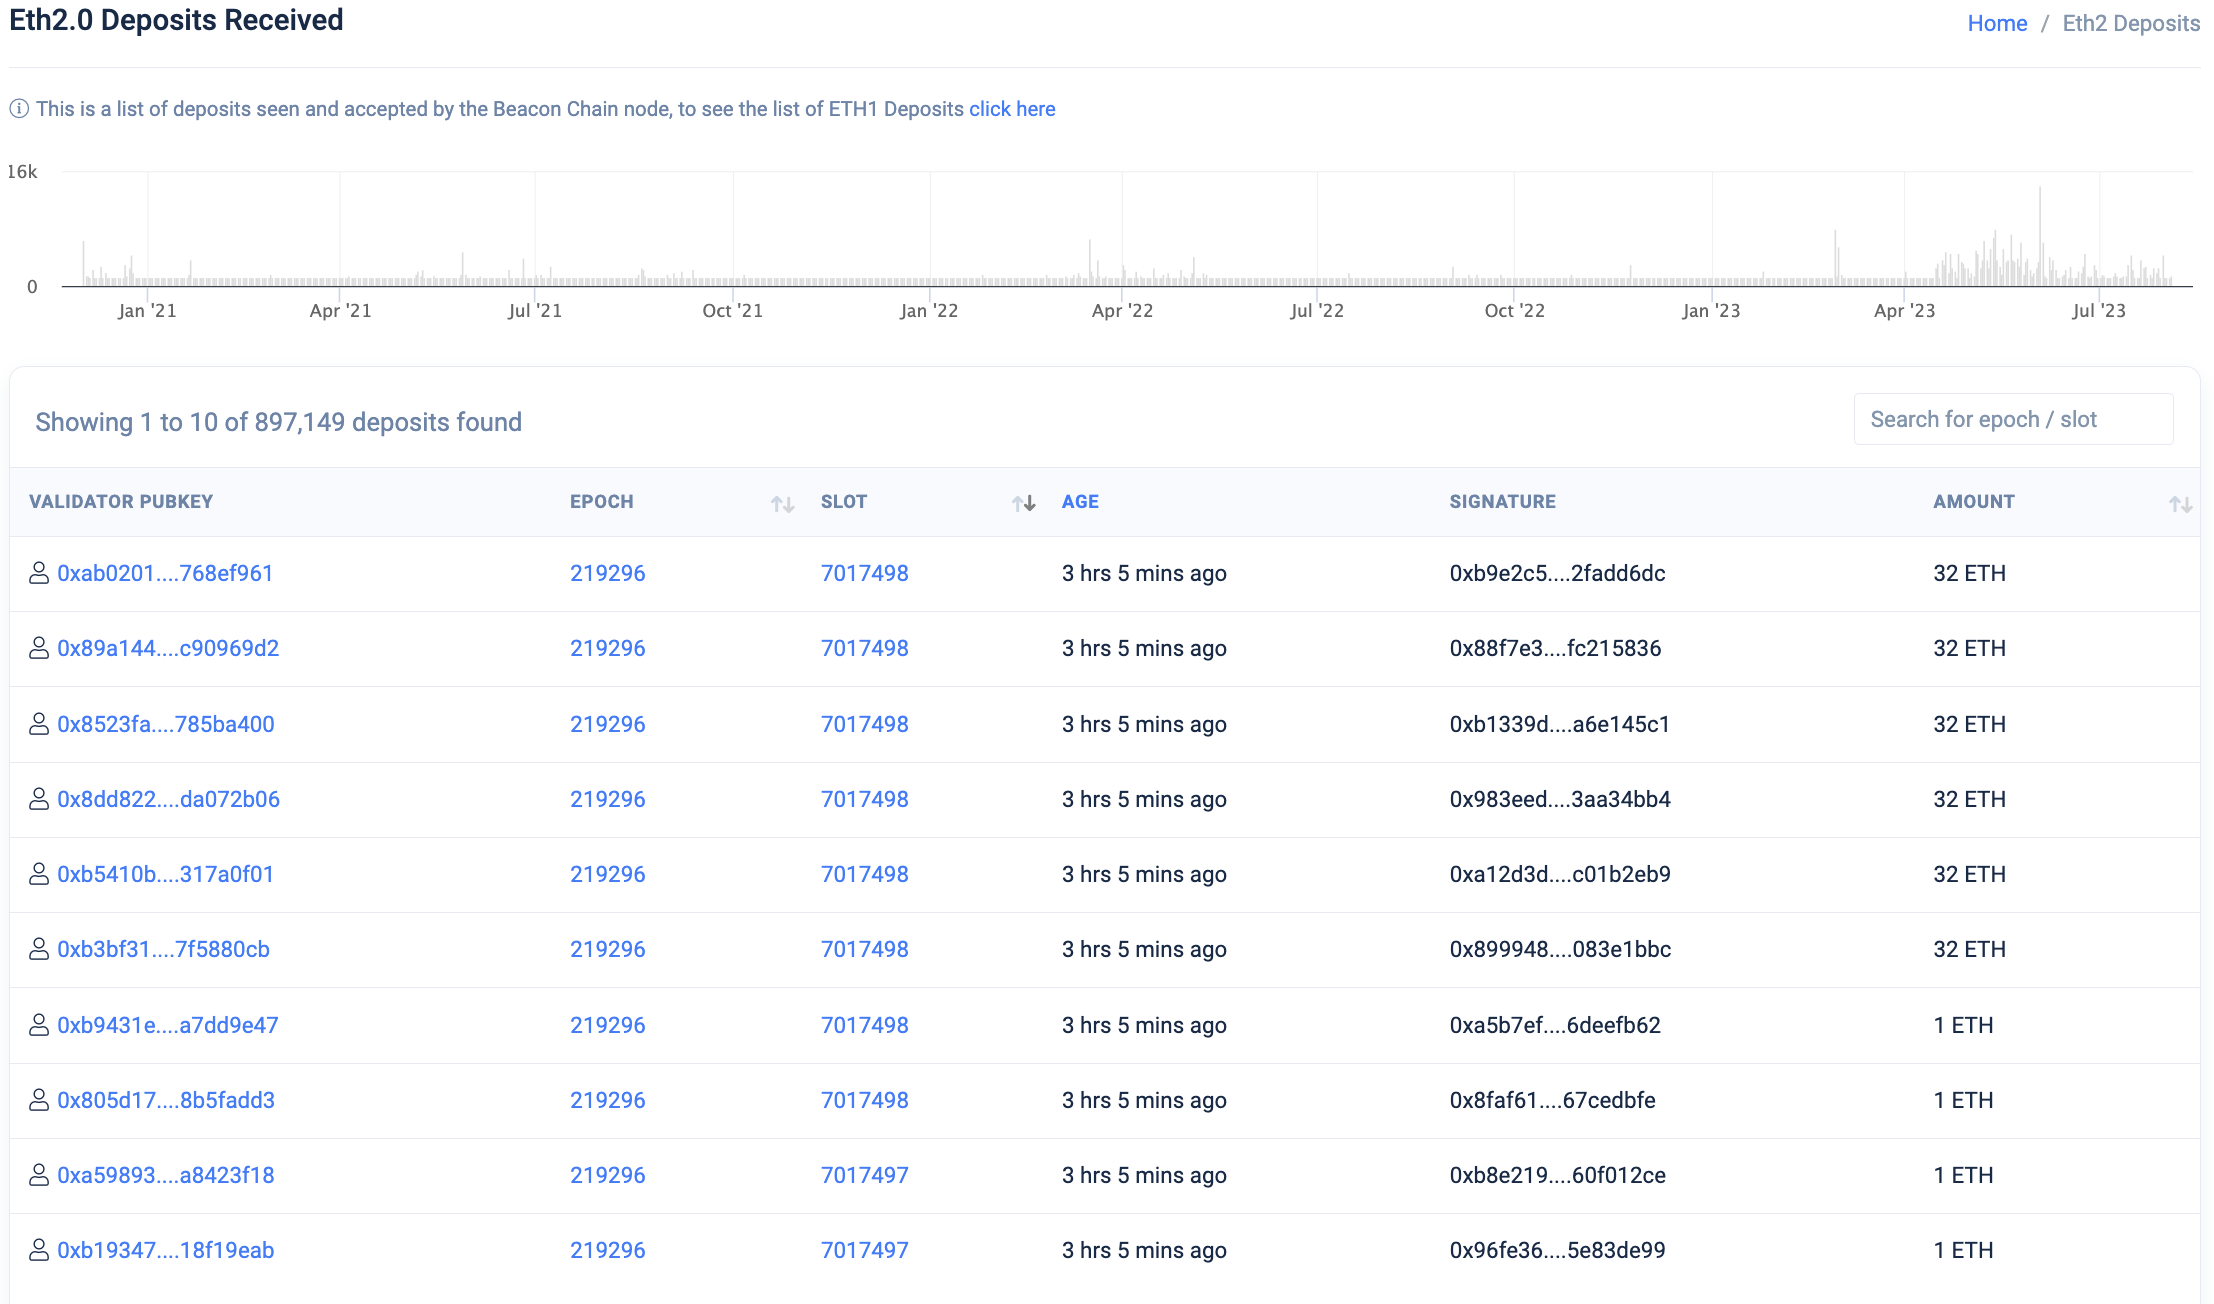 Eth2.0 Deposits Received
Home / Eth2 Deposits
This is a list of deposits seen and accepted by the Beacon Chain node, to see the list of ETH1 Deposits click here
16k
0
Jan '21 Apr '21 Jul '21 Oct '21 Jan '22 Apr '22 Jul '22 Oct '22 Jan '23 Apr '23 Jul '23
Showing 1 to 10 of 897,149 deposits found
Search for epoch / slot
VALIDATOR PUBKEY EPOCH SLOT AGE SIGNATURE AMOUNT
0xab0201....768ef961 219296 7017498 3 hrs 5 mins ago 0xb9e2c5....2fadd6dc 32 ETH
0x89a144....c90969d2 219296 7017498 3 hrs 5 mins ago 0x88f7e3....fc215836 32 ETH
0x8523fa....785ba400 219296 7017498 3 hrs 5 mins ago 0xb1339d....a6e145c1 32 ETH
0x8dd822....da072b06 219296 7017498 3 hrs 5 mins ago 0x983eed....3aa34bb4 32 ETH
0xb5410b....317a0f01 219296 7017498 3 hrs 5 mins ago 0xa12d3d....c01b2eb9 32 ETH
0xb3bf31....7f5880cb 219296 7017498 3 hrs 5 mins ago 0x899948....083e1bbc 32 ETH
0xb9431e....a7dd9e47 219296 7017498 3 hrs 5 mins ago 0xa5b7ef....6deefb62 1 ETH
0x805d17....8b5fadd3 219296 7017498 3 hrs 5 mins ago 0x8faf61....67cedbfe 1 ETH
0xa59893....a8423f18 219296 7017497 3 hrs 5 mins ago 0xb8e219....60f012ce 1 ETH
0xb19347....18f19eab 219296 7017497 3 hrs 5 mins ago 0x96fe36....5e83de99 1 ETH